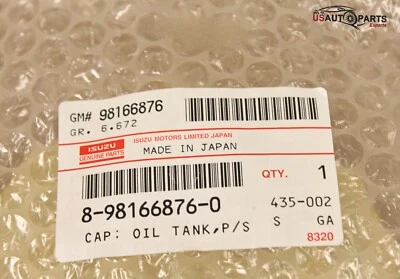 USAUTOPARTS
Experts
GM# 98166876
GR. 6.672
ISUZU
GENUINE PARTS
ISUZU MOTORS LIMITED JAPAN
MADE IN JAPAN
QTY. 1
8-98166876-0 435-002
CAP: OIL TANK,P/S S GA
8320